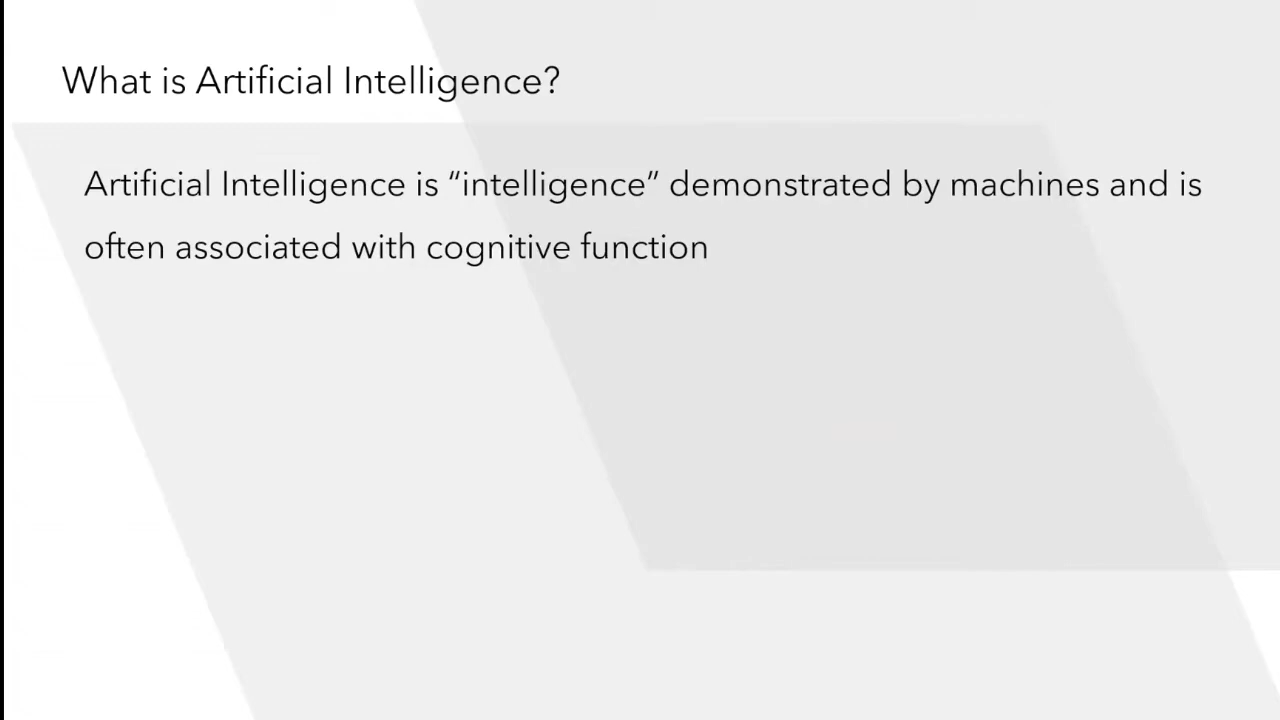 What is Artificial Intelligence?
Artificial Intelligence is “intelligence” demonstrated by machines and is
often associated with cognitive function